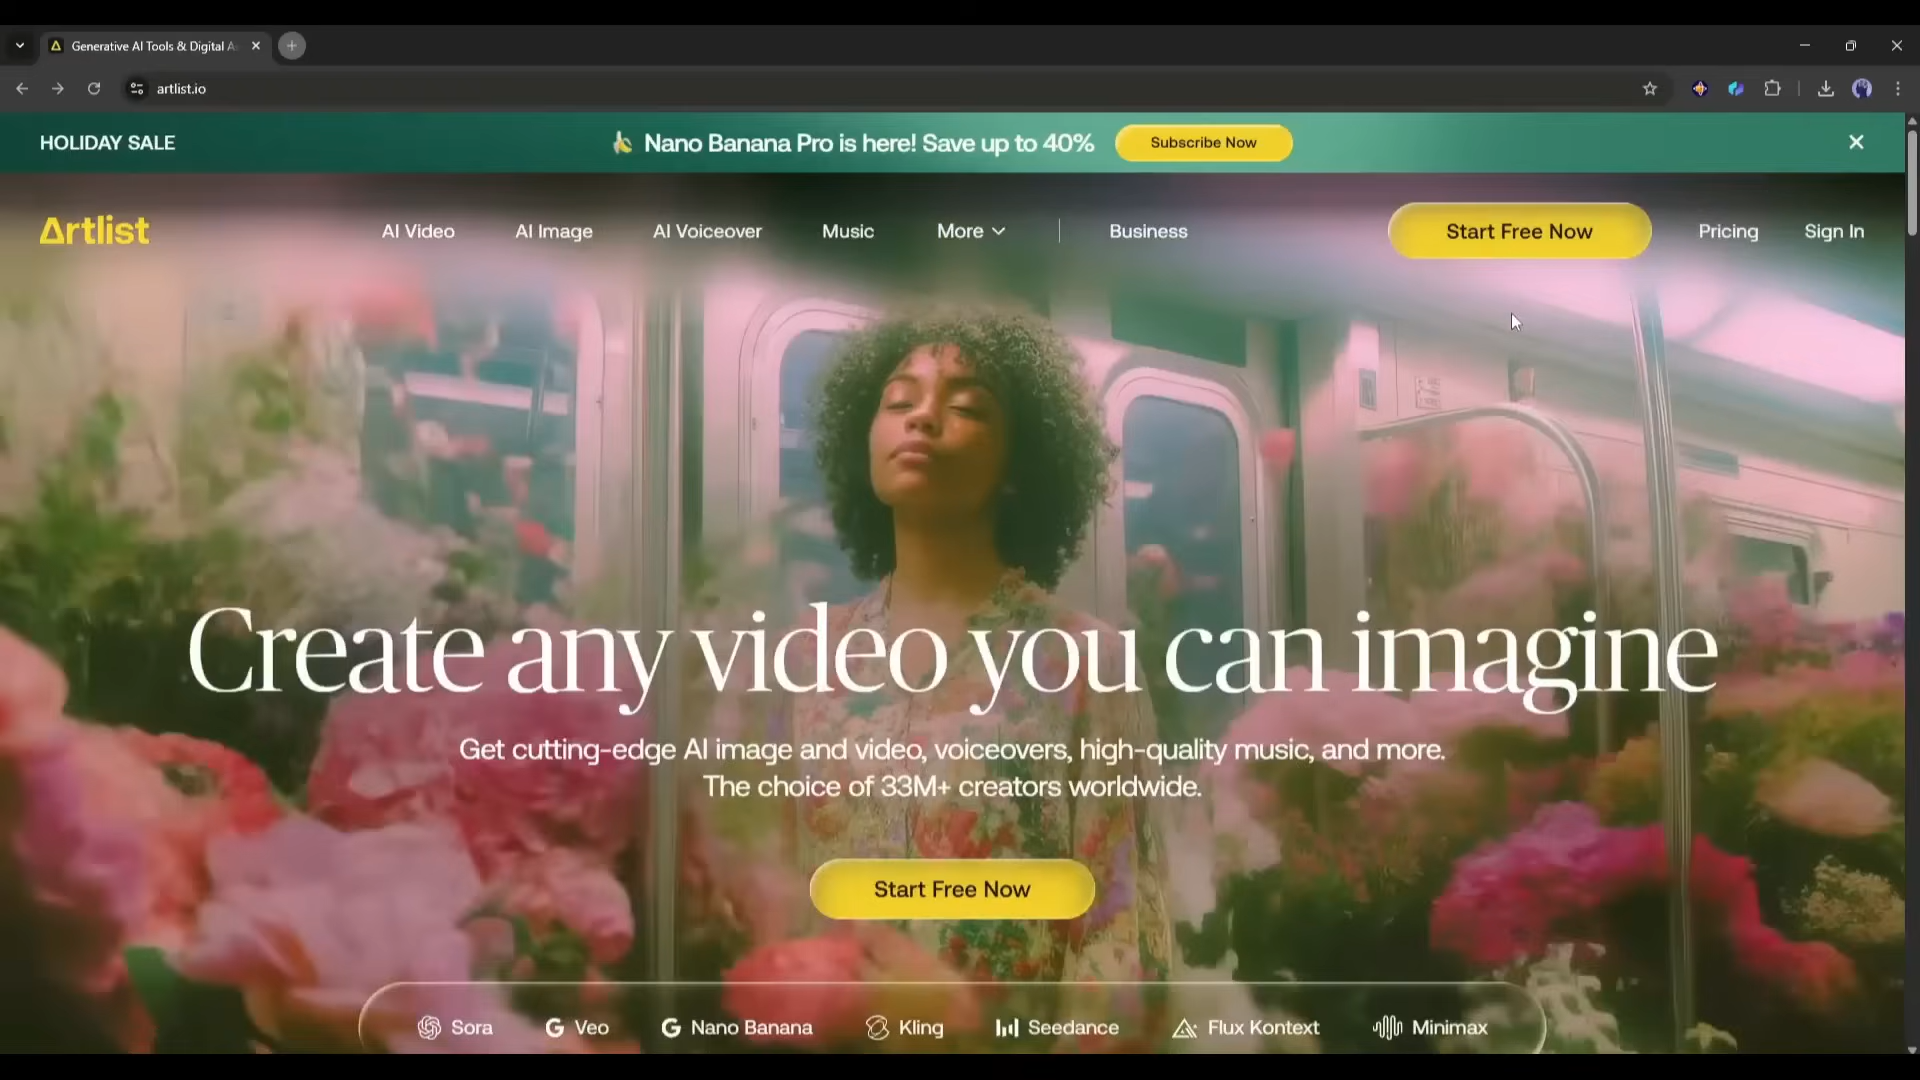 Generative AI Tools & Digital A
artlist.io
HOLIDAY SALE
Nano Banana Pro is here! Save up to 40%
Subscribe Now
Artlist
AI Video
AI Image
AI Voiceover
Music
More
Business
Start Free Now
Pricing
Sign In
Create any video you can imagine
Get cutting-edge AI image and video, voiceovers, high-quality music, and more.
The choice of 33M+ creators worldwide.
Start Free Now
Sora
Veo
Nano Banana
Kling
Seedance
Flux Kontext
Minimax